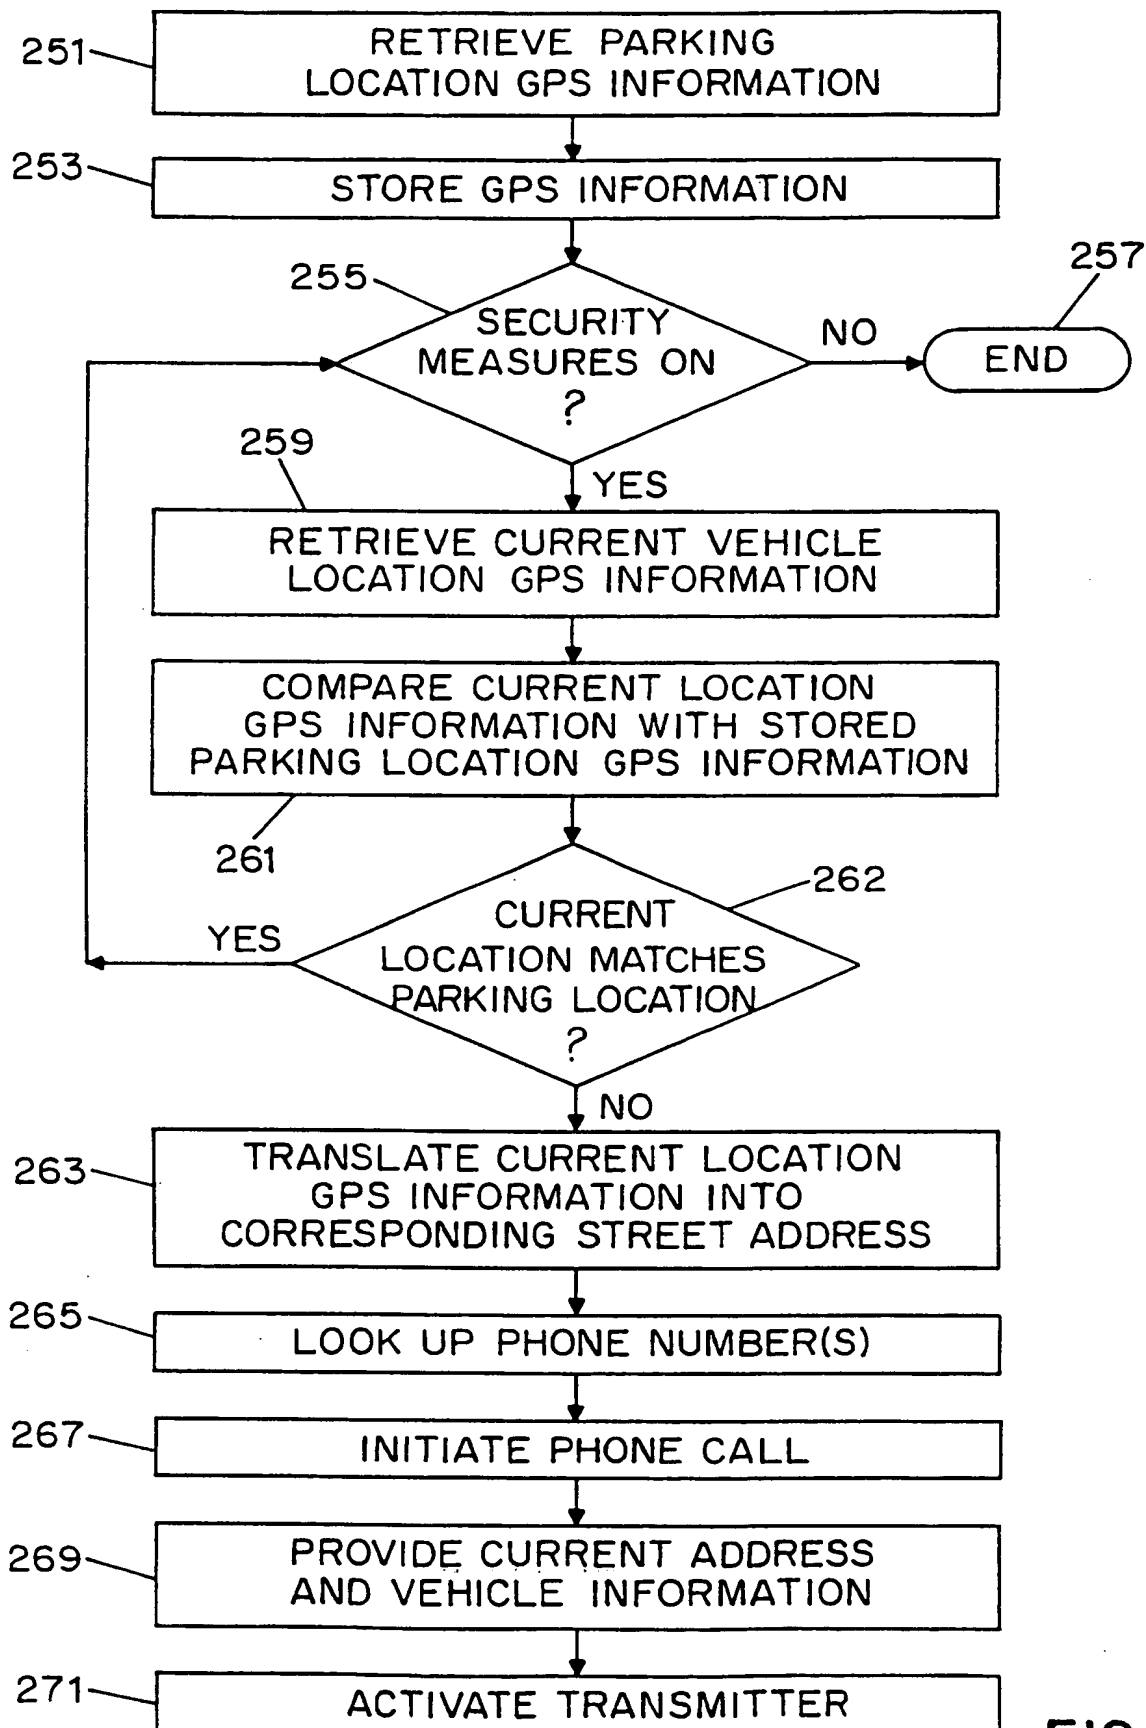 251
RETRIEVE PARKING
LOCATION GPS INFORMATION
253
STORE GPS INFORMATION
255
SECURITY
MEASURES ON
?
NO
257
END
YES
259
RETRIEVE CURRENT VEHICLE
LOCATION GPS INFORMATION
COMPARE CURRENT LOCATION
GPS INFORMATION WITH STORED
PARKING LOCATION GPS INFORMATION
261
262
CURRENT
LOCATION MATCHES
PARKING LOCATION
?
YES
NO
263
TRANSLATE CURRENT LOCATION
GPS INFORMATION INTO
CORRESPONDING STREET ADDRESS
265
LOOK UP PHONE NUMBER(S)
267
INITIATE PHONE CALL
269
PROVIDE CURRENT ADDRESS
AND VEHICLE INFORMATION
271
ACTIVATE TRANSMITTER